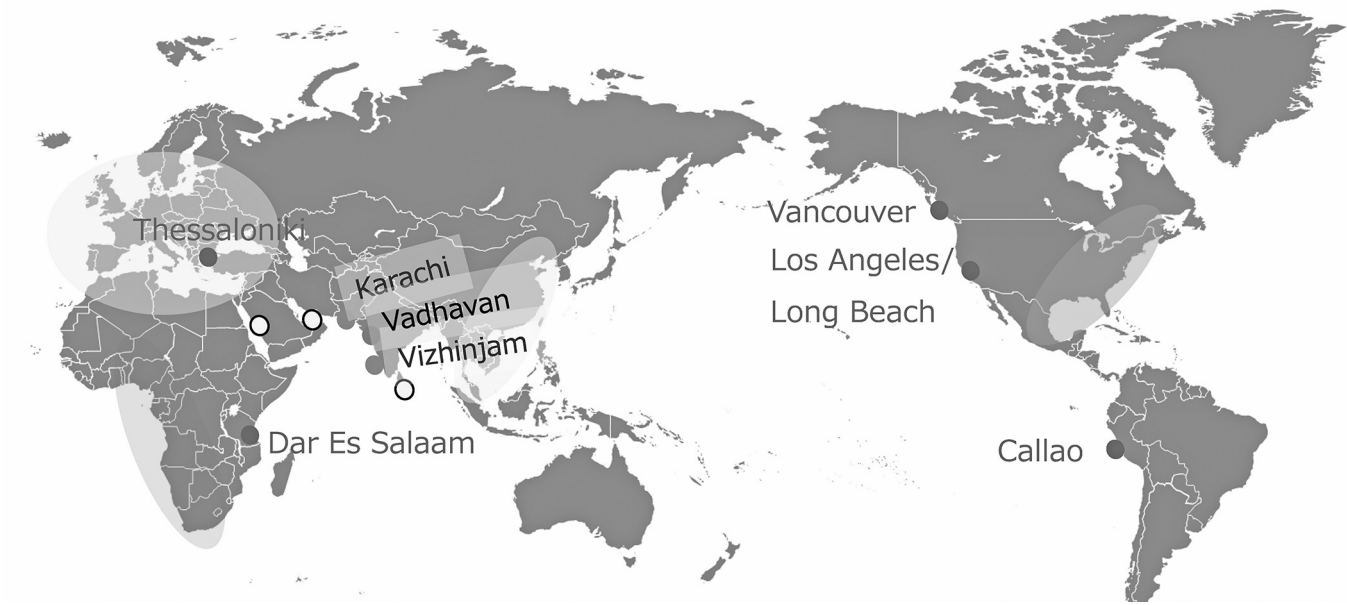 Vancouver
Thessaloniki
Los Angeles/
Karachi
Long Beach
Vadhavan
Vizhinjam
Dar Es Salaam
Callao